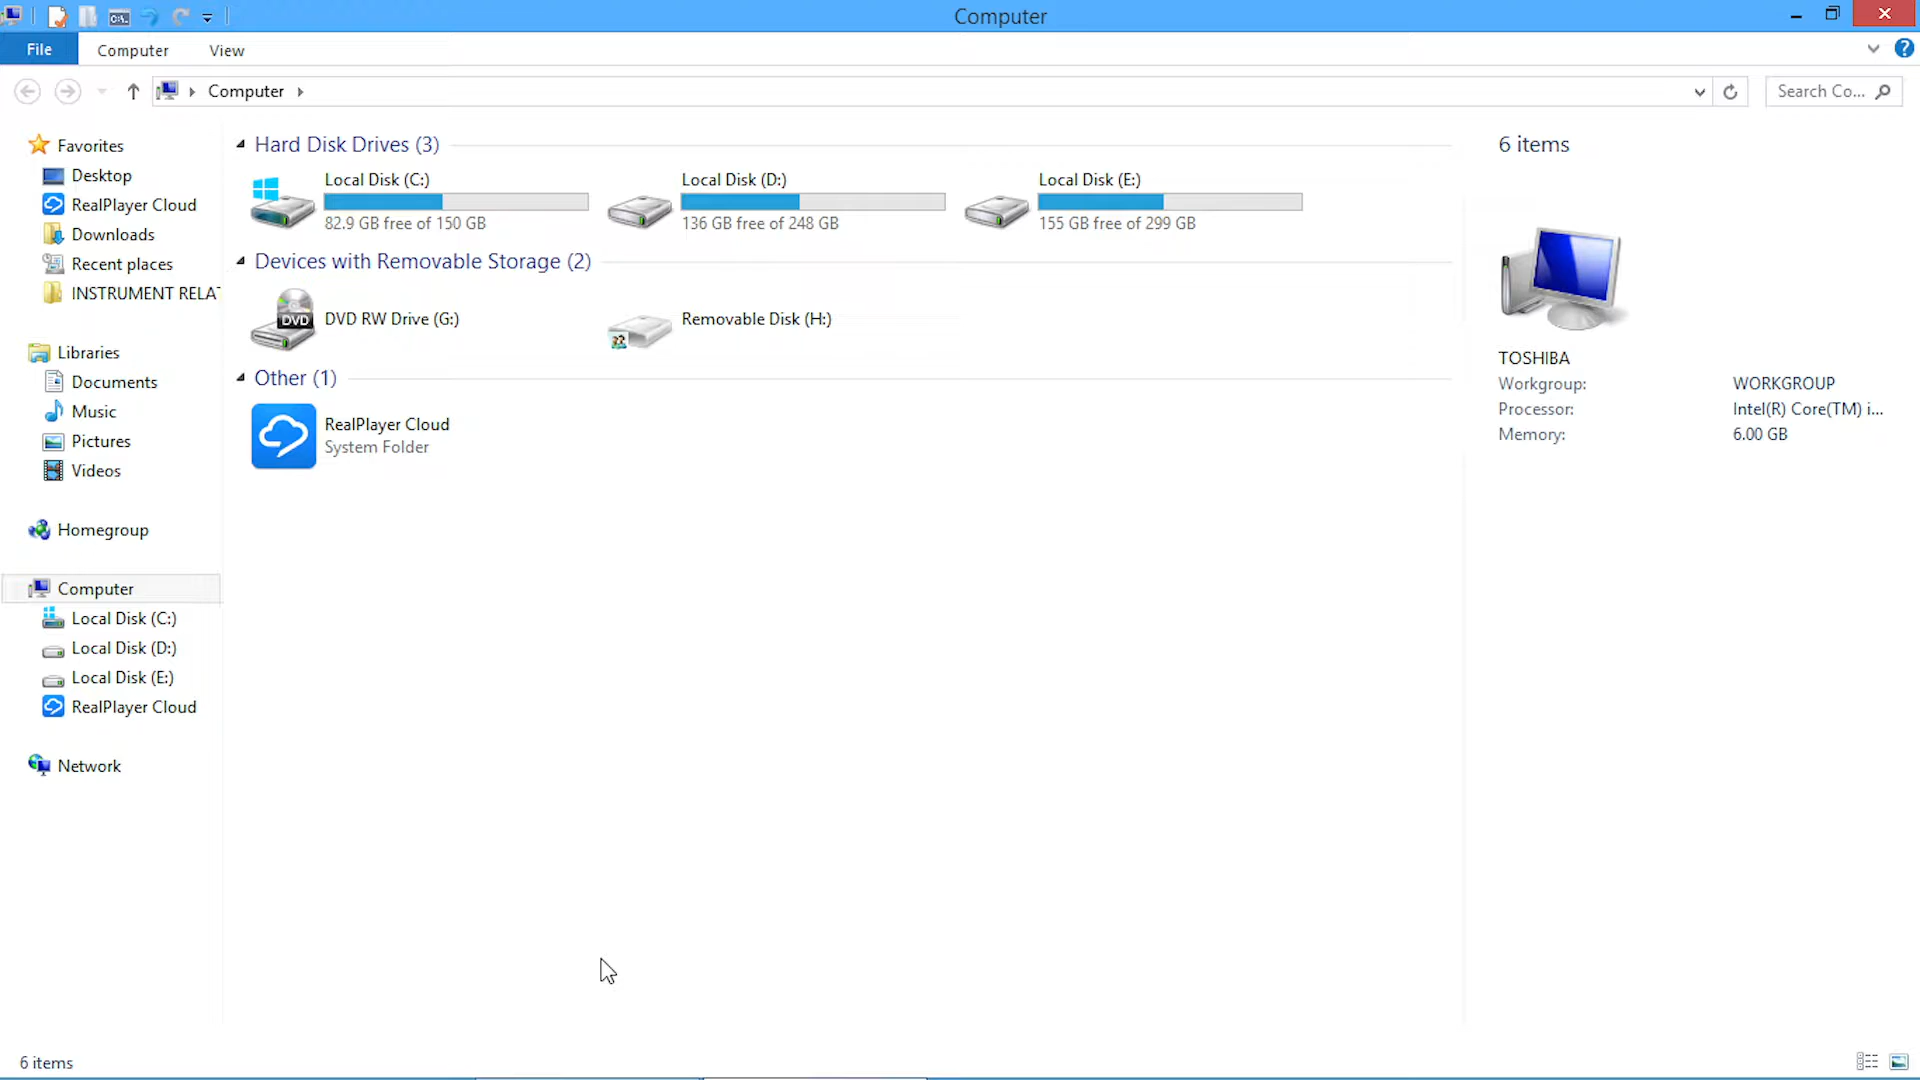 Computer
File
Computer
View
Computer
Search Co...
Favorites
Desktop
RealPlayer Cloud
Downloads
Recent places
INSTRUMENT RELAT
Libraries
Documents
Music
Pictures
Videos
Homegroup
Computer
Local Disk (C:)
Local Disk (D:)
Local Disk (E:)
RealPlayer Cloud
Network
Hard Disk Drives (3)
Local Disk (C:)
82.9 GB free of 150 GB
Local Disk (D:)
136 GB free of 248 GB
Local Disk (E:)
155 GB free of 299 GB
Devices with Removable Storage (2)
DVD
DVD RW Drive (G:)
Removable Disk (H:)
Other (1)
RealPlayer Cloud
System Folder
6 items
TOSHIBA
Workgroup: WORKGROUP
Processor: Intel(R) Core(TM) i...
Memory: 6.00 GB
6 items